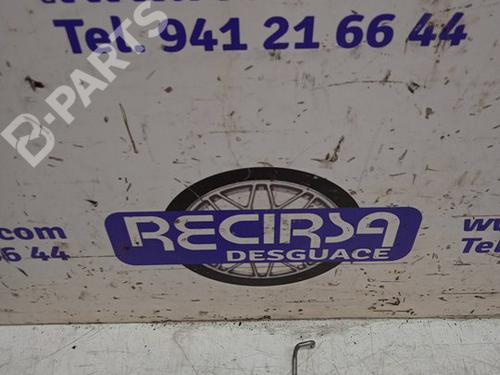 Tel. 941 21 66 44
B-PARTS
RECIRSA
DESGUACE
.com
6 44
Tel